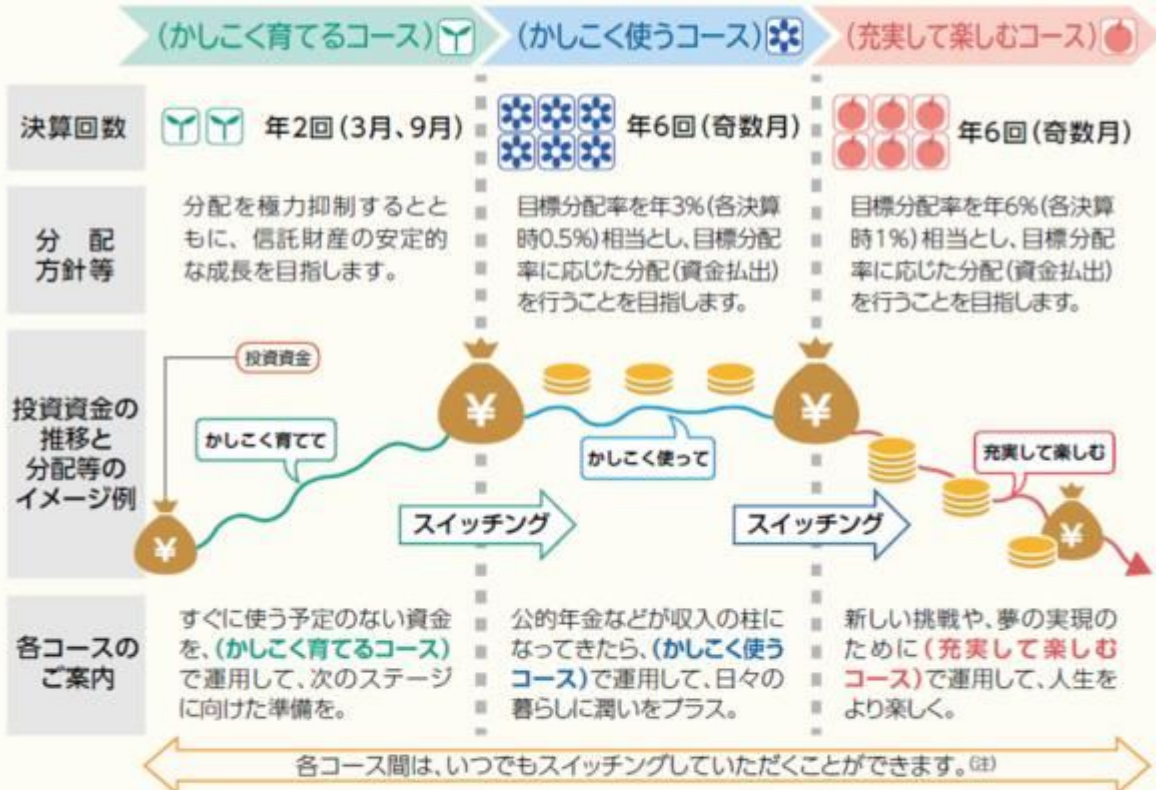 (かしこく育てるコース)
(かしこく使うコース)
(充実して楽しむコース)
決算回数
年2回(3月、9月)
年6回(奇数月)
年6回(奇数月)
分 配
方針等
分配を極力抑制するとと
もに、信託財産の安定的
な成長を目指します。
目標分配率を年3%(各決算
時0.5%)相当とし、目標分配
率に応じた分配(資金払出)
を行うことを目指します。
目標分配率を年6%(各決算
時1%)相当とし、目標分配
率に応じた分配(資金払出)
を行うことを目指します。
投資資金の
推移と
分配等の
イメージ例
投資資金
¥
かしこく育てて
スイッチング
¥
かしこく使って
スイッチング
¥
充実して楽しむ
¥
各コースの
ご案内
すぐに使う予定のない資金
を、(かしこく育てるコース)
で運用して、次のステージ
に向けた準備を。
公的年金などが収入の柱に
なってきたら、(かしこく使う
コース)で運用して、日々の
暮らしに潤いをプラス。
新しい挑戦や、夢の実現の
ために(充実して楽しむ
コース)で運用して、人生を
より楽しく。
各コース間は、いつでもスイッチングしていただくことができます。(注)